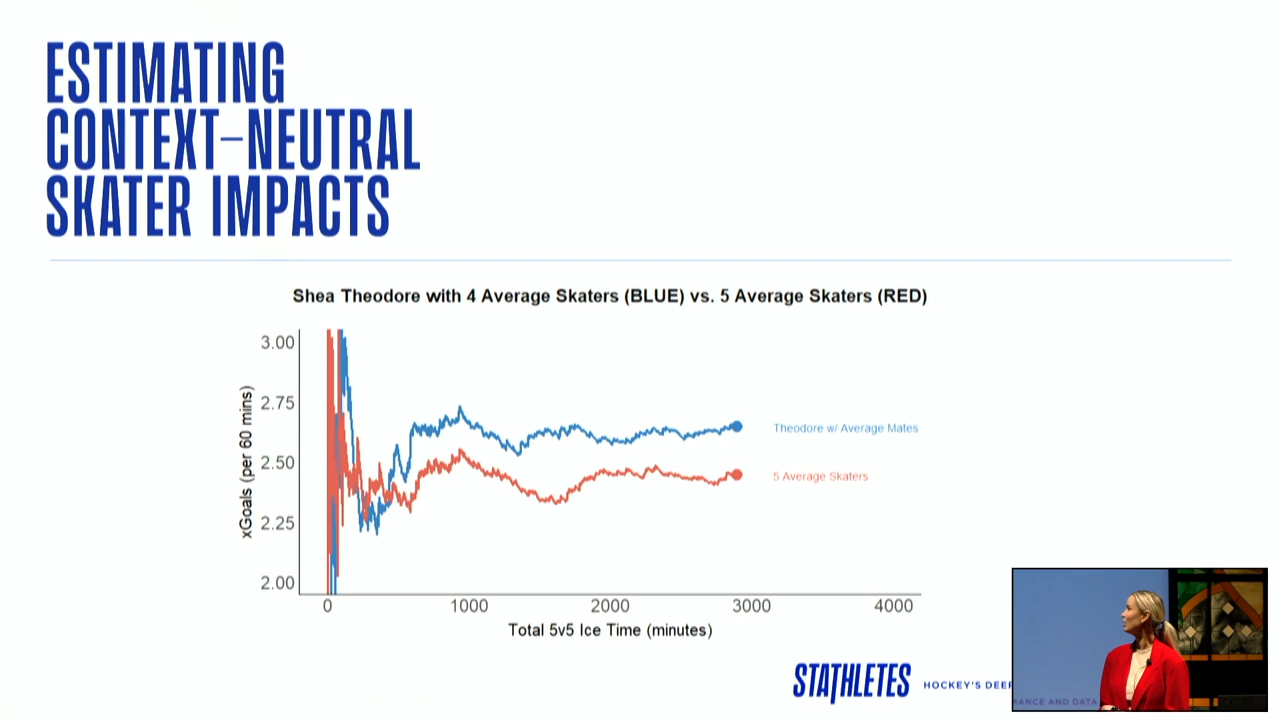 ESTIMATING
CONTEXT-NEUTRAL
SKATER IMPACTS
Shea Theodore with 4 Average Skaters (BLUE) vs. 5 Average Skaters (RED)
xGoals (per 60 mins)
3.00
2.75
2.50
2.25
2.00
Theodore w/ Average Mates
5 Average Skaters
0 1000 2000 3000 4000
Total 5v5 Ice Time (minutes)
STATHLETES
HOCKEY'S DEEP
MANCE AND DATA